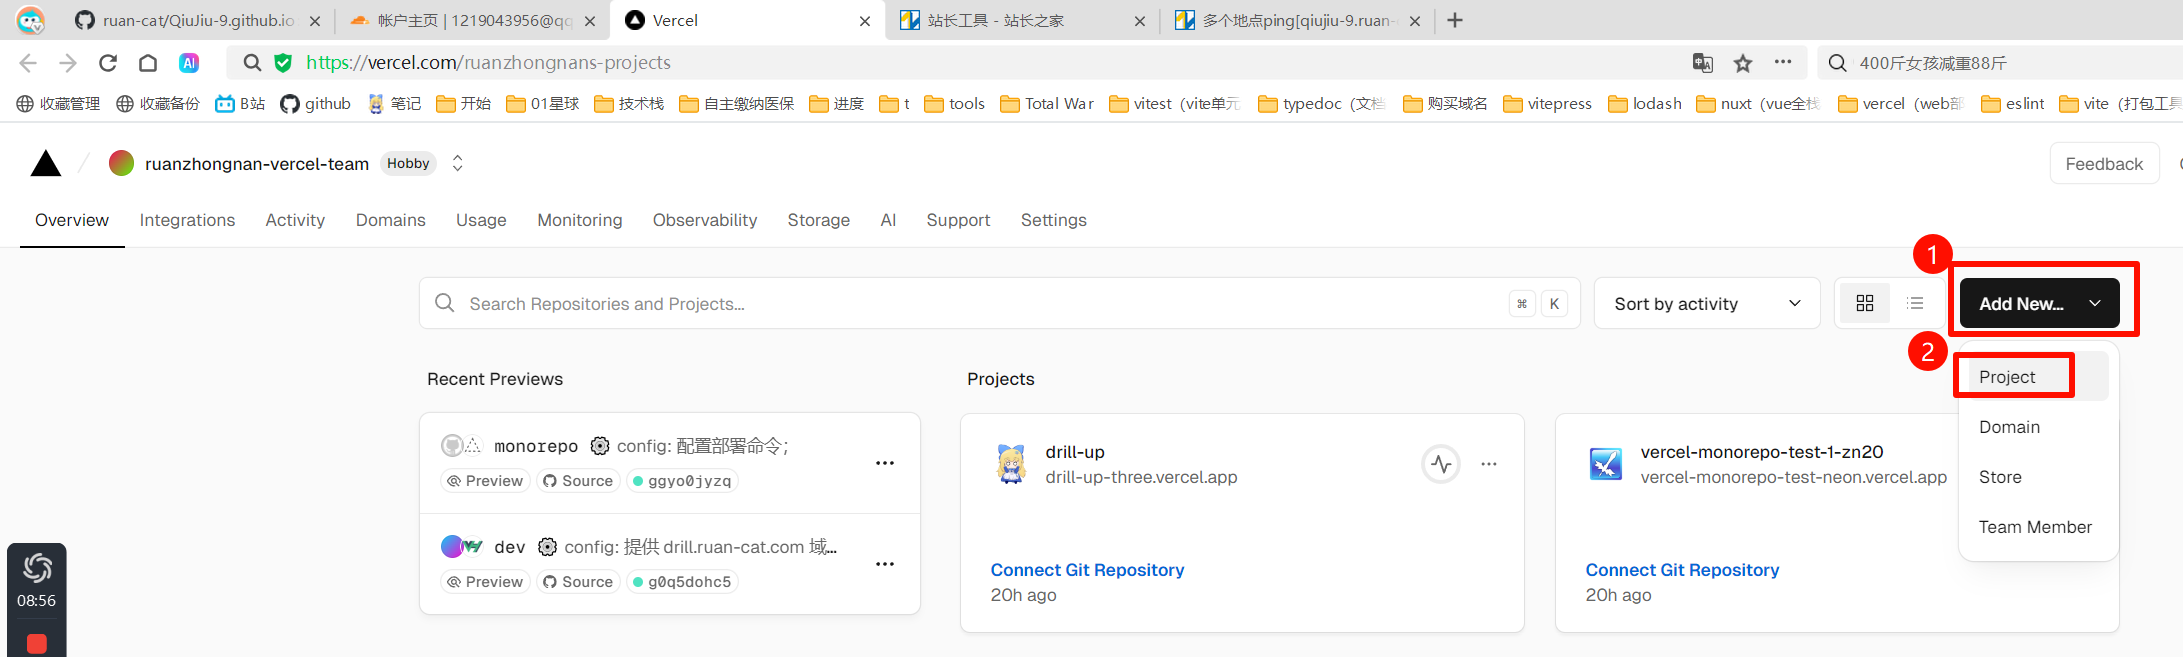 ruan-cat/QiuJiu-9.github.io
帐户主页 | 1219043956@qq
Vercel
站长工具 - 站长之家
多个地点ping[qiujiu-9.ruan-
AI
https://vercel.com/ruanzhongnans-projects
400斤女孩减重88斤
收藏管理
收藏备份
B站
github
笔记
开始
01星球
技术栈
自主缴纳医保
进度
t
tools
Total War
vitest（vite单元
typedoc（文档
购买域名
vitepress
lodash
nuxt（vue全栈
vercel（web部
eslint
vite（打包工具
ruanzhongnan-vercel-team
Hobby
Feedback
Overview
Integrations
Activity
Domains
Usage
Monitoring
Observability
Storage
AI
Support
Settings
1
Search Repositories and Projects...
⌘
K
Sort by activity
Add New...
2
Project
Domain
Store
Team Member
Recent Previews
Projects
monorepo
config: 配置部署命令；
Preview
Source
ggyo0jyzq
dev
config: 提供 drill.ruan-cat.com 域...
Preview
Source
g0q5dohc5
drill-up
drill-up-three.vercel.app
Connect Git Repository
20h ago
vercel-monorepo-test-1-zn20
vercel-monorepo-test-neon.vercel.app
Connect Git Repository
20h ago
08:56